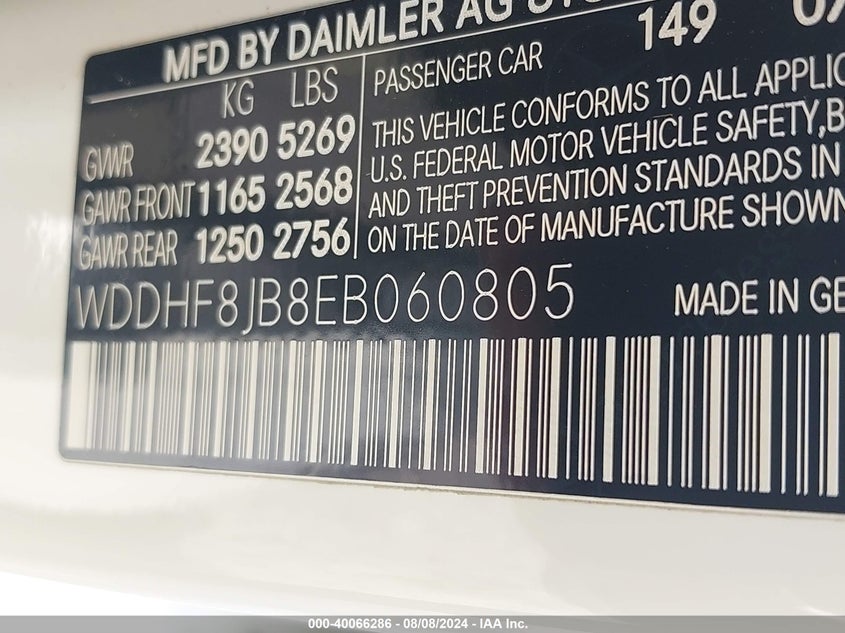 MFD BY DAIMLER AG
149
KG LBS
PASSENGER CAR
GVWR 2390 5269
GAWR FRONT 1165 2568
GAWR REAR 1250 2756
THIS VEHICLE CONFORMS TO ALL APPLIC
U.S. FEDERAL MOTOR VEHICLE SAFETY, B
AND THEFT PREVENTION STANDARDS IN
ON THE DATE OF MANUFACTURE SHOWN
WDDHF8JB8EB060805
MADE IN GE
000-40066286 - 08/08/2024 - IAA Inc.